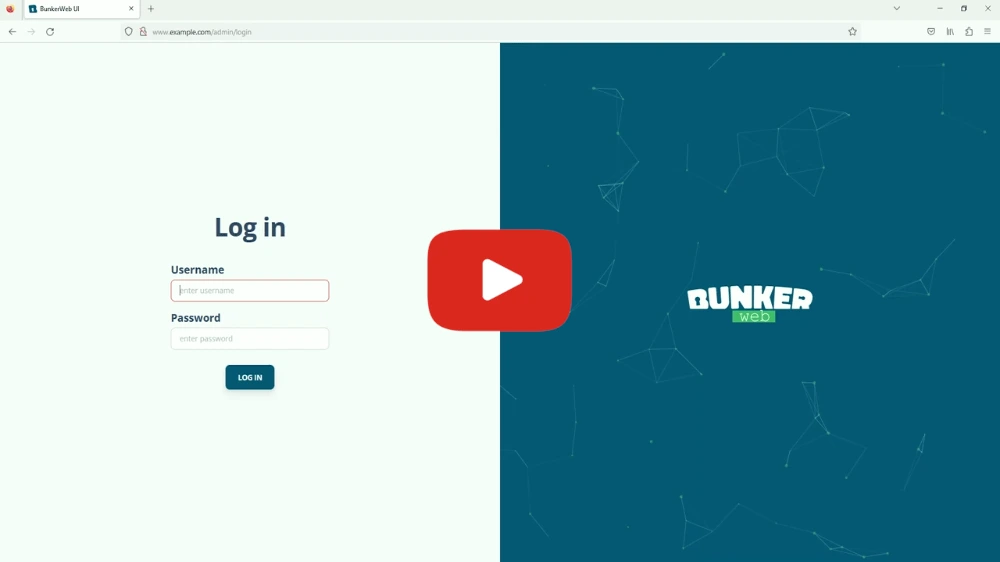 BunkerWeb UI
www.example.com/admin/login
Log in
Username
enter username
Password
enter password
LOG IN
BUNKER
web